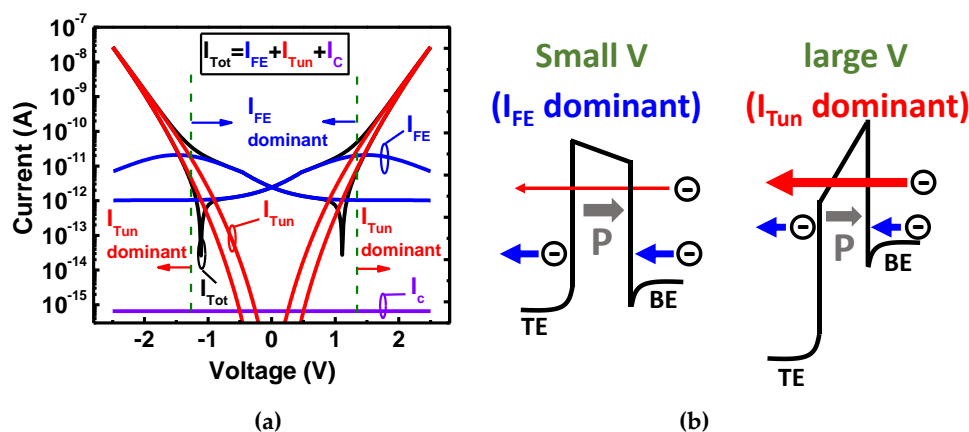 (a)
10^-7
10^-8
10^-9
10^-10
10^-11
10^-12
10^-13
10^-14
10^-15
Current (A)
I_Tot=I_FE+I_Tun+I_C
I_FE
dominant
I_FE
I_Tun
dominant
I_Tun
I_Tun
dominant
I_Tot
I_c
-2 -1 0 1 2
Voltage (V)
(a)
Small V
(I_FE dominant)
P
TE
BE
large V
(I_Tun dominant)
P
TE
BE
(b)